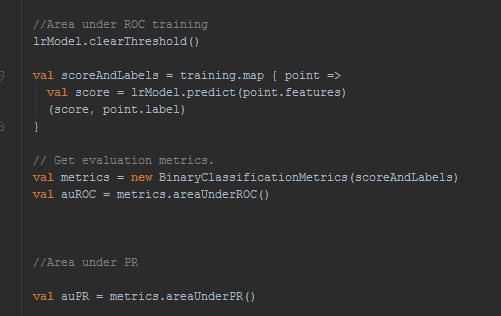 //Area under ROC training
lrModel.clearThreshold()
val scoreAndLabels = training.map { point =>
val score = lrModel.predict(point.features)
(score, point.label)
}
// Get evaluation metrics.
val metrics = new BinaryClassificationMetrics(scoreAndLabels)
val auROC = metrics.areaUnderROC()
//Area under PR
val auPR = metrics.areaUnderPR()